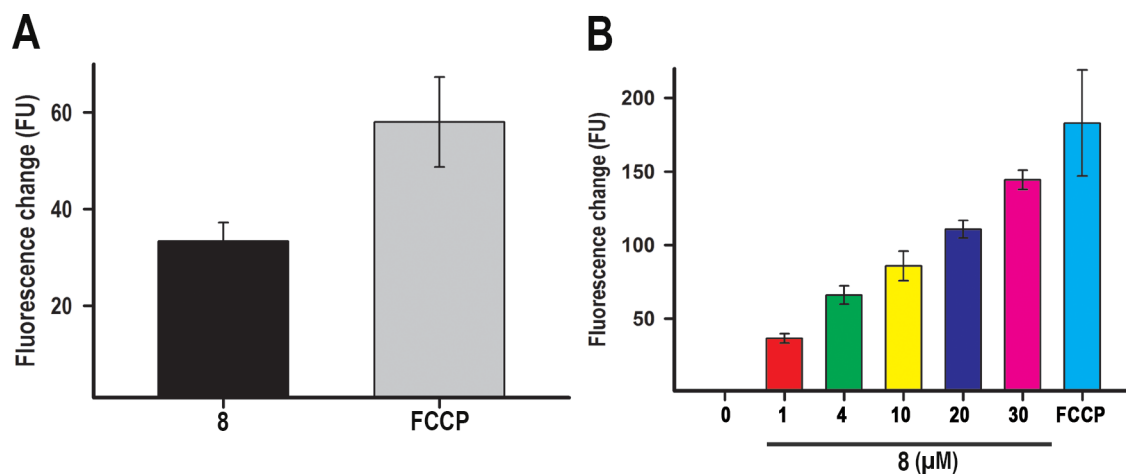 A
Fluorescence change (FU)
60
40
20
8
FCCP
B
Fluorescence change (FU)
200
150
100
50
0 1 4 10 20 30 FCCP
8 (µM)